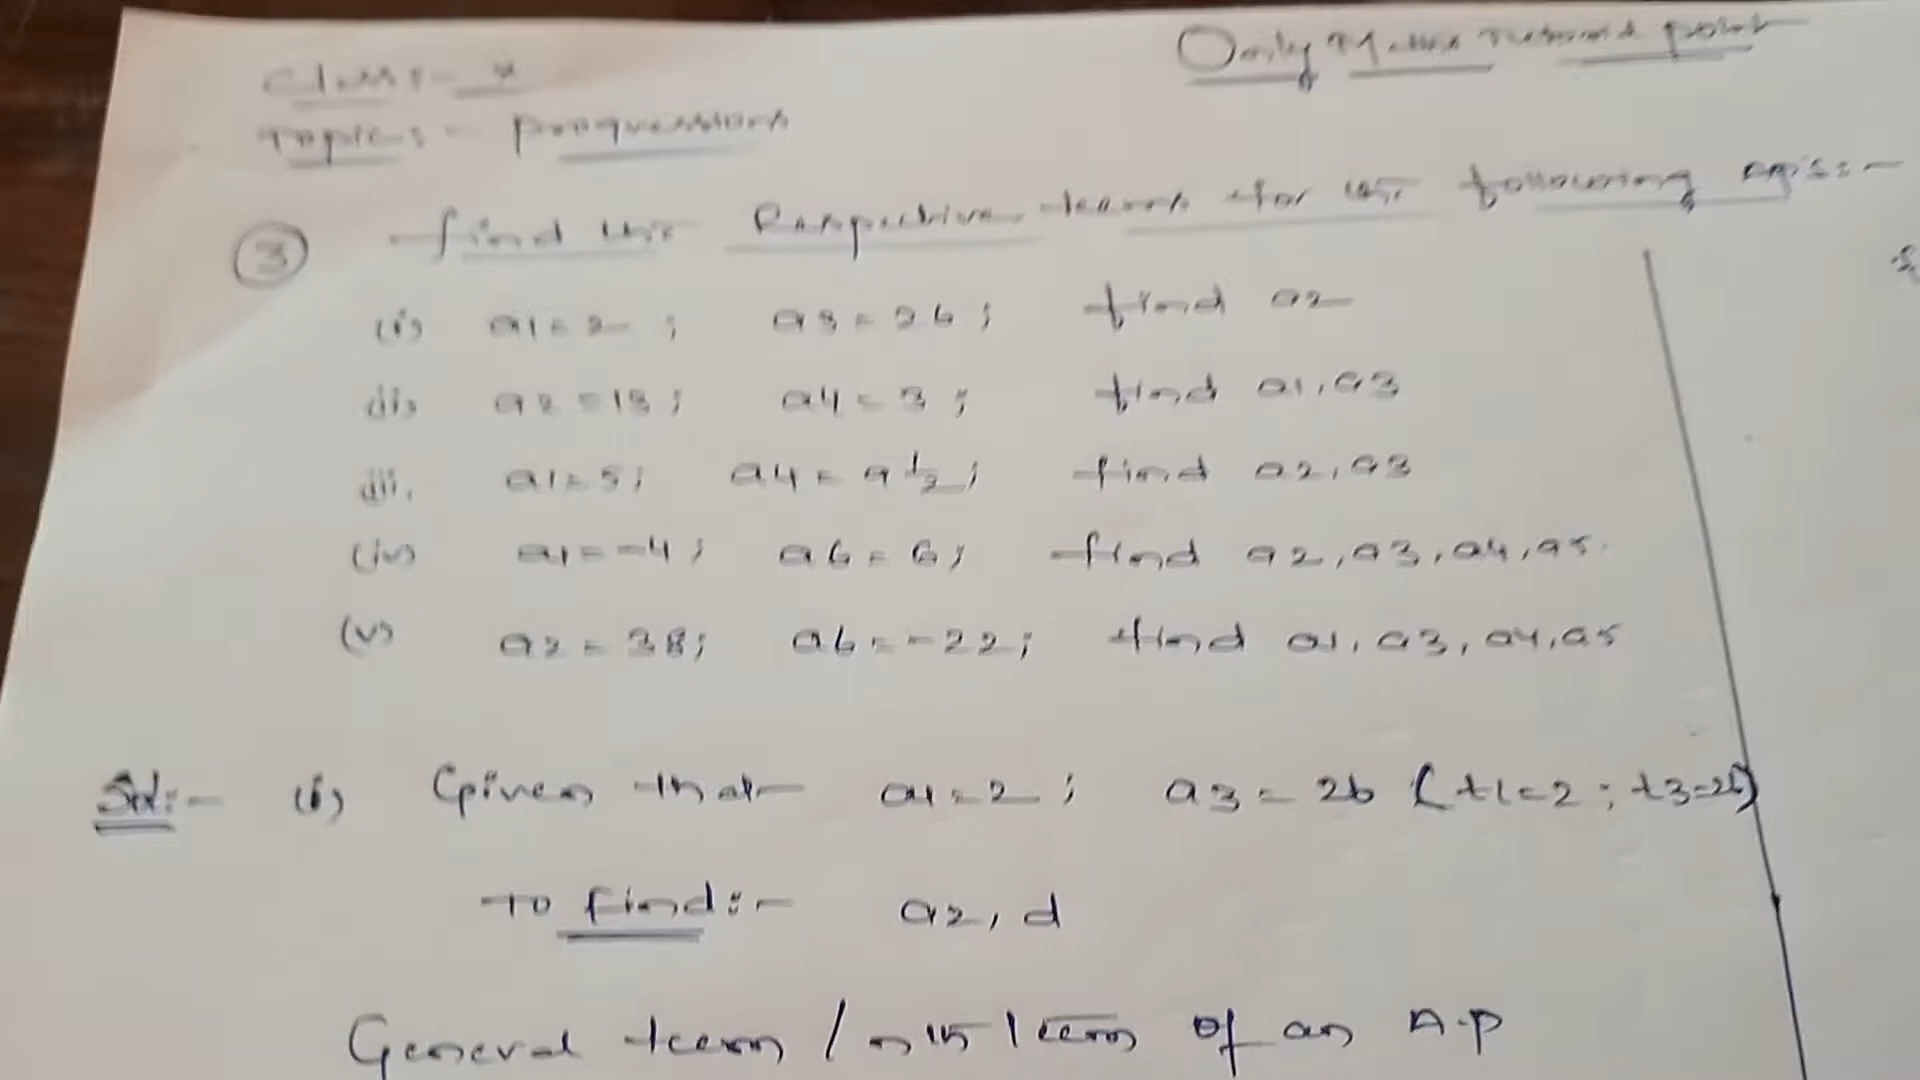 Class:- X
Only Maths Tutorial point
Topic:- Progressions
③ find the Respective terms for the following Ap's:-
(i) a1=2; a3=26; find a2
ii, a2=13; a4=3; find a1,a3
iii, a1=5; a4=9 1/2; find a2,a3
(iv) a1=-4; a6=6; find a2,a3,a4,a5.
(v) a2=38; a6=-22; find a1,a3,a4,a5
Sol:- (i) Given that a1=2; a3=26 (t1=2; t3=26)
To find:- a2, d
General term / nth term of an A.P